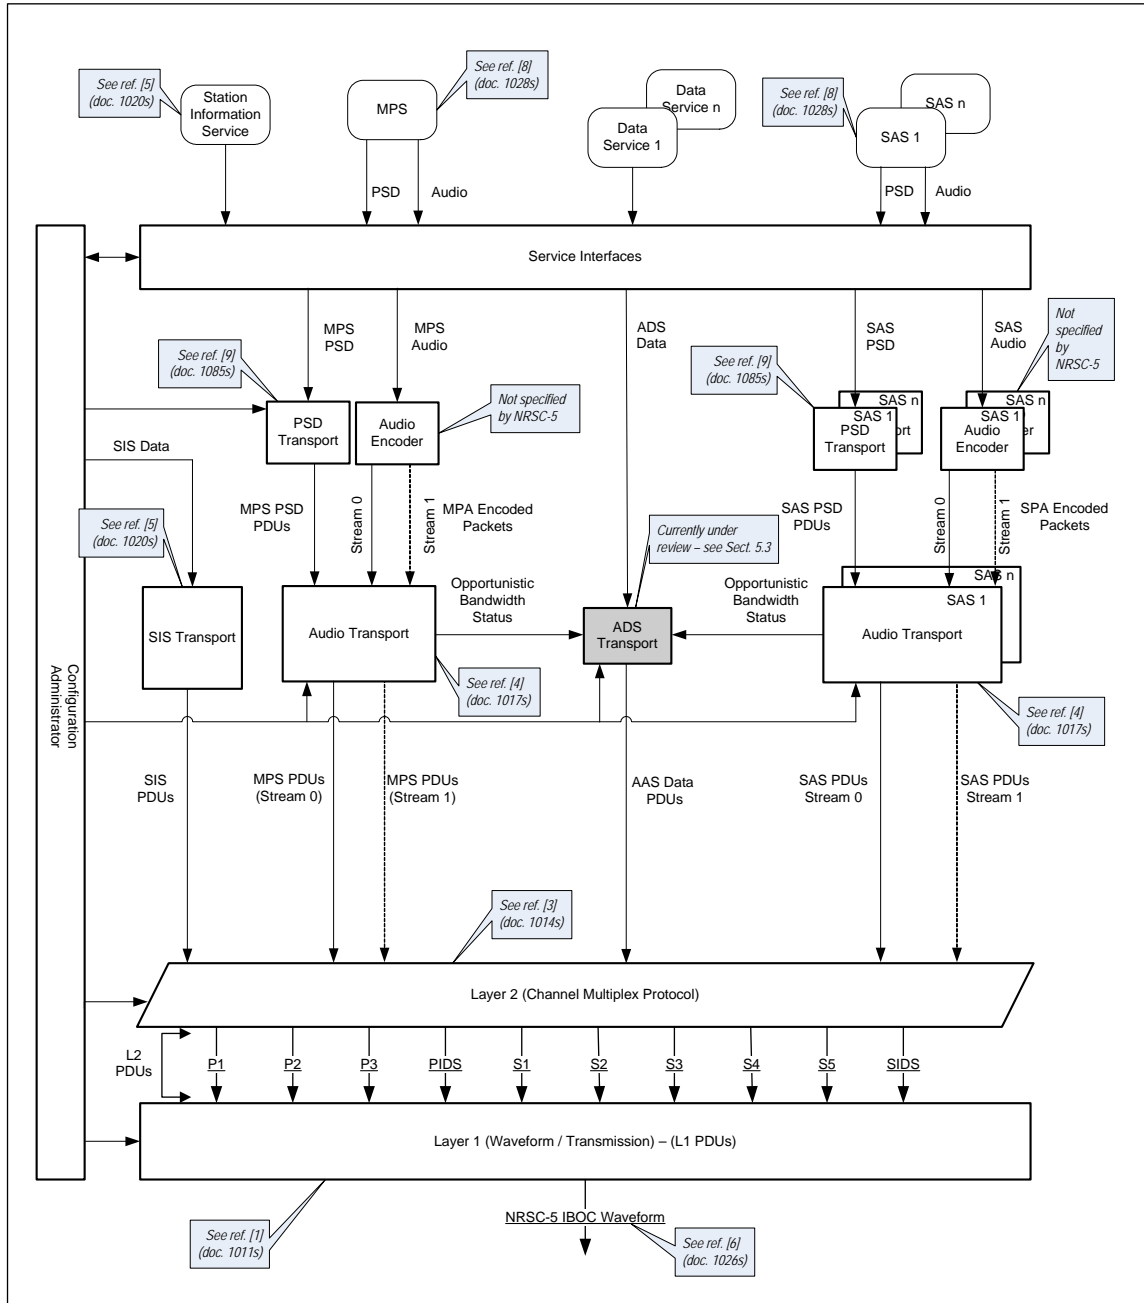 See ref. [5]
(doc. 1020s)
Station
Information
Service
MPS
See ref. [8]
(doc. 1028s)
Data
Service n
Data
Service 1
See ref. [8]
(doc. 1028s)
SAS n
SAS 1
PSD
Audio
PSD
Audio
Service Interfaces
MPS
PSD
MPS
Audio
ADS
Data
SAS
PSD
SAS
Audio
Not
specified
by
NRSC-5
See ref. [9]
(doc. 1085s)
PSD
Transport
Audio
Encoder
Not specified
by NRSC-5
See ref. [9]
(doc. 1085s)
SAS n
SAS 1
PSD
Transport
port
SAS n
SAS 1
Audio
Encoder
er
SIS Data
MPS PSD
PDUs
Stream 0
Stream 1
MPA Encoded
Packets
SAS PSD
PDUs
Stream 0
Stream 1
SPA Encoded
Packets
See ref. [5]
(doc. 1020s)
Currently under
review – see Sect. 5.3
SIS Transport
Audio Transport
Opportunistic
Bandwidth
Status
ADS
Transport
Opportunistic
Bandwidth
Status
SAS n
SAS 1
Audio Transport
See ref. [4]
(doc. 1017s)
See ref. [4]
(doc. 1017s)
Configuration
Administrator
SIS
PDUs
MPS PDUs
(Stream 0)
MPS PDUs
(Stream 1)
AAS Data
PDUs
SAS PDUs
Stream 0
SAS PDUs
Stream 1
See ref. [3]
(doc. 1014s)
Layer 2 (Channel Multiplex Protocol)
L2
PDUs
P1
P2
P3
PIDS
S1
S2
S3
S4
S5
SIDS
Layer 1 (Waveform / Transmission) – (L1 PDUs)
See ref. [1]
(doc. 1011s)
NRSC-5 IBOC Waveform
See ref. [6]
(doc. 1026s)